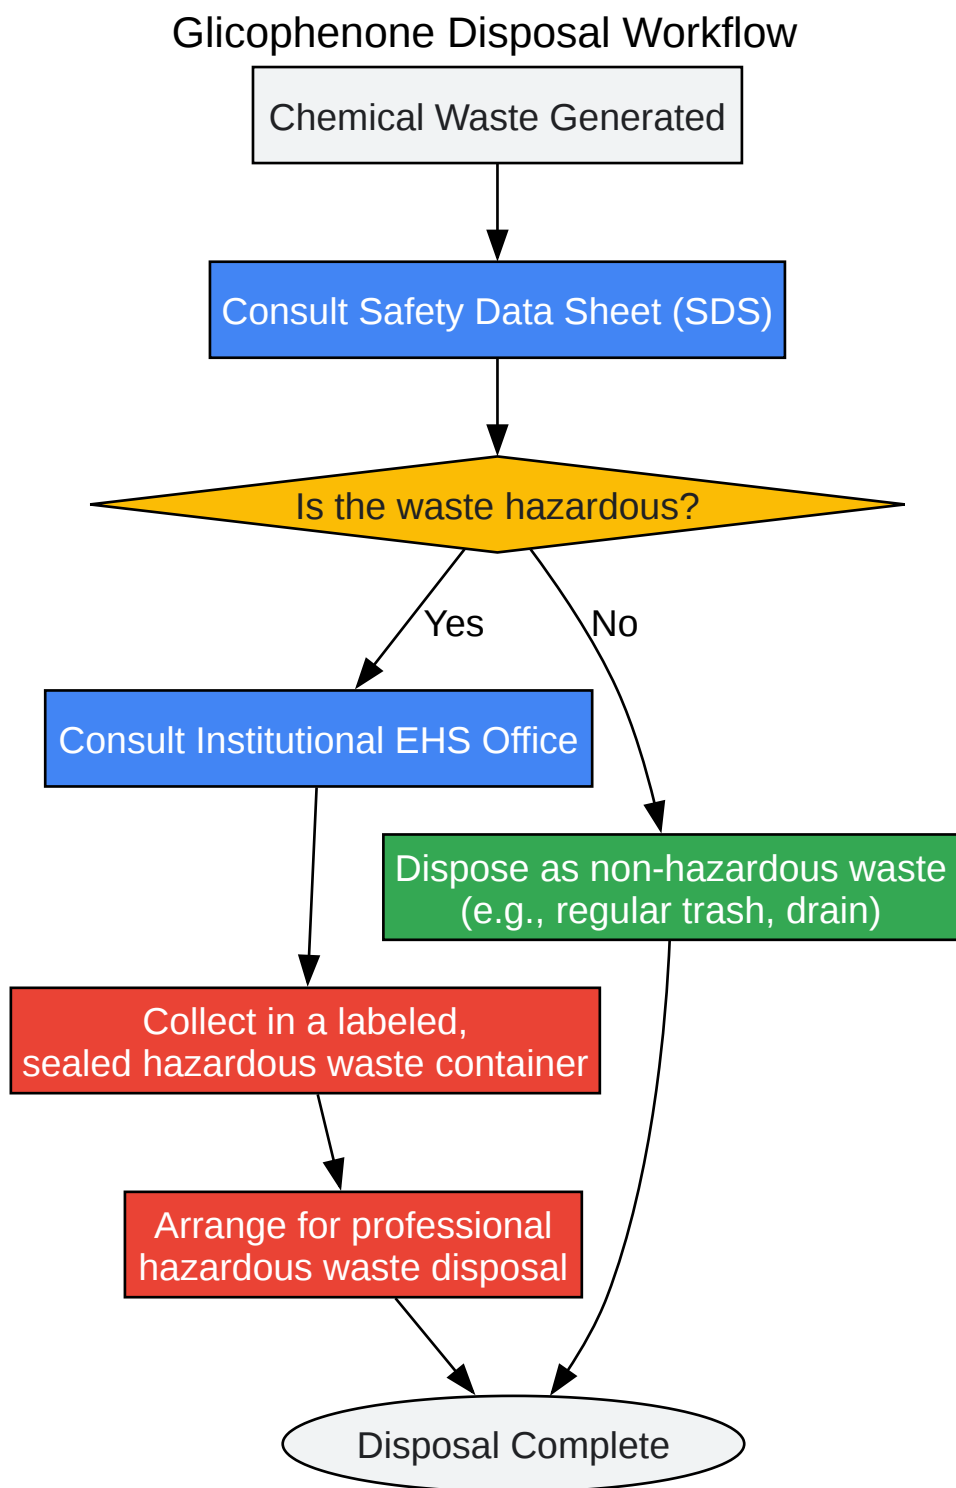 Glicophenone Disposal Workflow
Chemical Waste Generated
Consult Safety Data Sheet (SDS)
Is the waste hazardous?
Yes
No
Consult Institutional EHS Office
Dispose as non-hazardous waste
(e.g., regular trash, drain)
Collect in a labeled,
sealed hazardous waste container
Arrange for professional
hazardous waste disposal
Disposal Complete